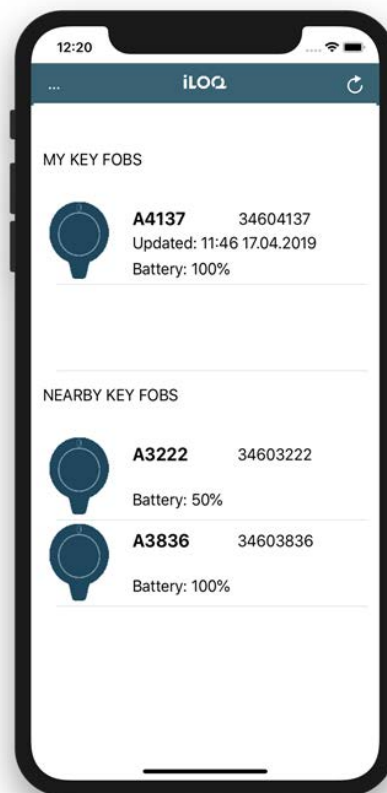 12:20
...
iLOQ
MY KEY FOBS
A4137 34604137
Updated: 11:46 17.04.2019
Battery: 100%
NEARBY KEY FOBS
A3222 34603222
Battery: 50%
A3836 34603836
Battery: 100%